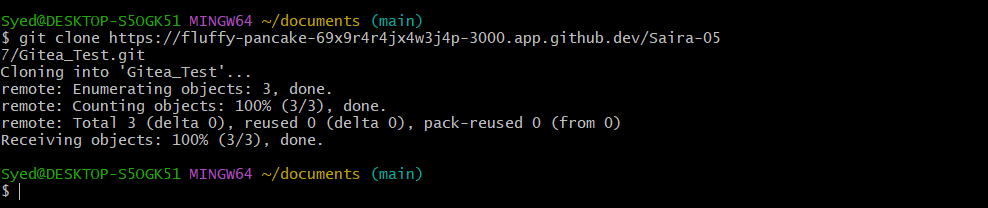 Syed@DESKTOP-S5OGK51 MINGW64 ~/documents (main)
$ git clone https://fluffy-pancake-69x9r4r4jx4w3j4p-3000.app.github.dev/Saira-05
7/Gitea_Test.git
Cloning into 'Gitea_Test'...
remote: Enumerating objects: 3, done.
remote: Counting objects: 100% (3/3), done.
remote: Total 3 (delta 0), reused 0 (delta 0), pack-reused 0 (from 0)
Receiving objects: 100% (3/3), done.
Syed@DESKTOP-S5OGK51 MINGW64 ~/documents (main)
$